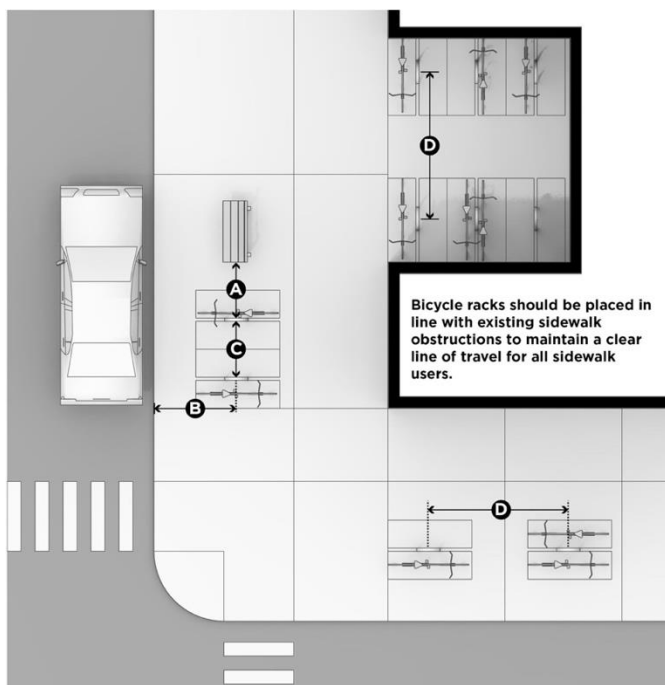 D
A
Bicycle racks should be placed in
line with existing sidewalk
obstructions to maintain a clear
line of travel for all sidewalk
users.
C
B
D